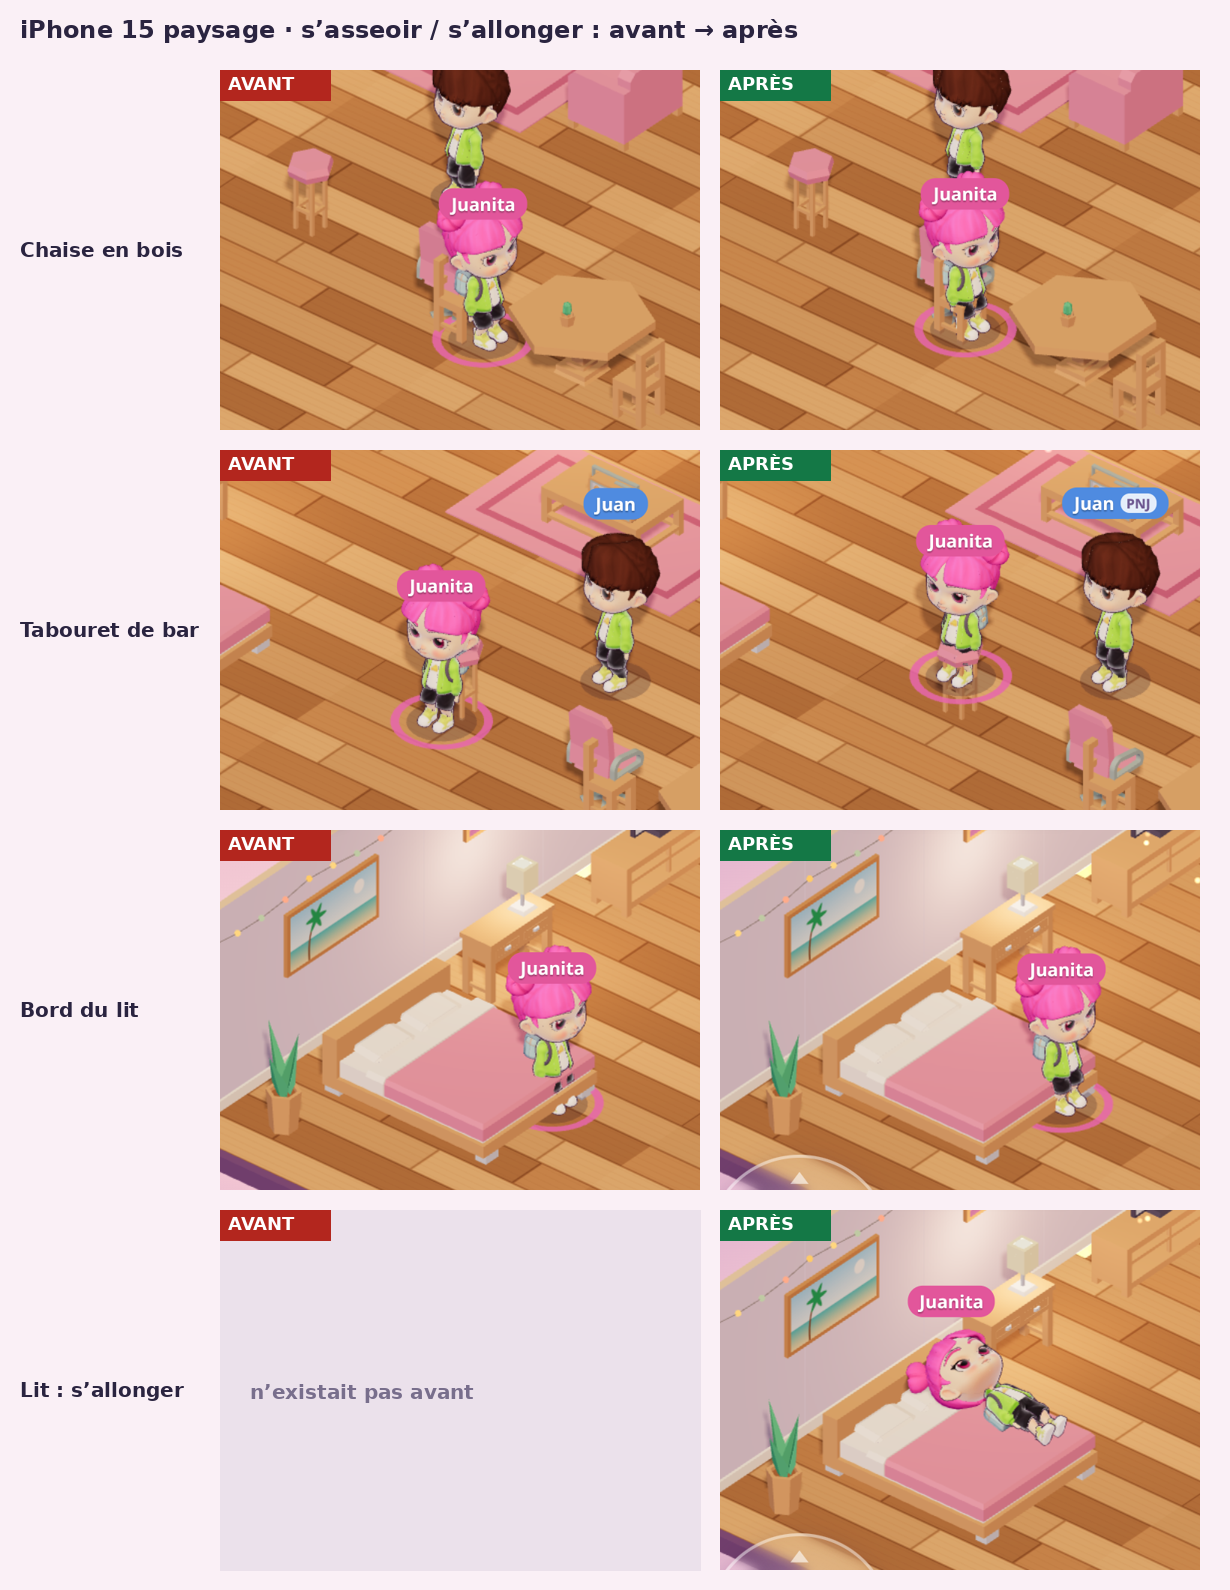 iPhone 15 paysage · s’asseoir / s’allonger : avant → après
AVANT
APRÈS
Juanita
Juanita
Chaise en bois
AVANT
APRÈS
Juan
Juan PNJ
Juanita
Juanita
Tabouret de bar
AVANT
APRÈS
Juanita
Juanita
Bord du lit
AVANT
APRÈS
Juanita
Lit : s’allonger
n’existait pas avant